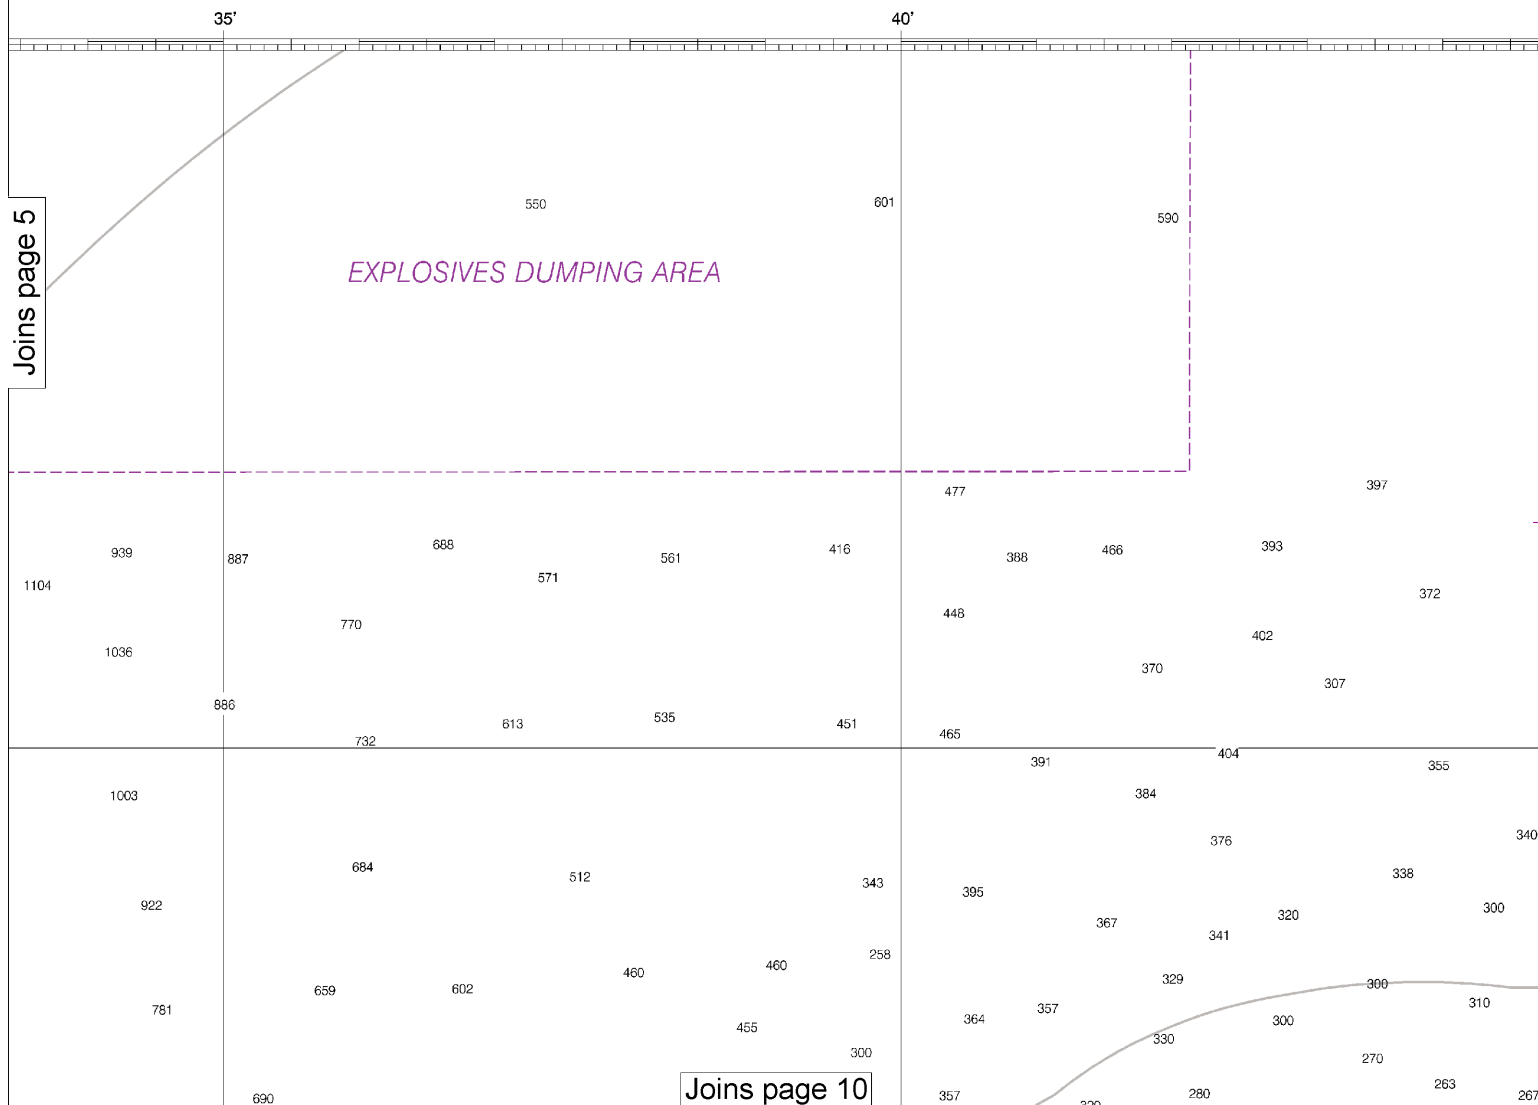 35' 40'
Joins page 5
550 601 590
EXPLOSIVES DUMPING AREA
477 397
939 887 688 571 561 416 388 466 393
1104 372
770 448 402
1036 370 307
886 613 535 451 465
732 391 404 355
1003 384
376 340
684 512 343 395 338
922 367 341 320 300
258
659 602 460 460 329 300
781 455 364 357 300 310
300 330 270
Joins page 10
690 357 280 263 267